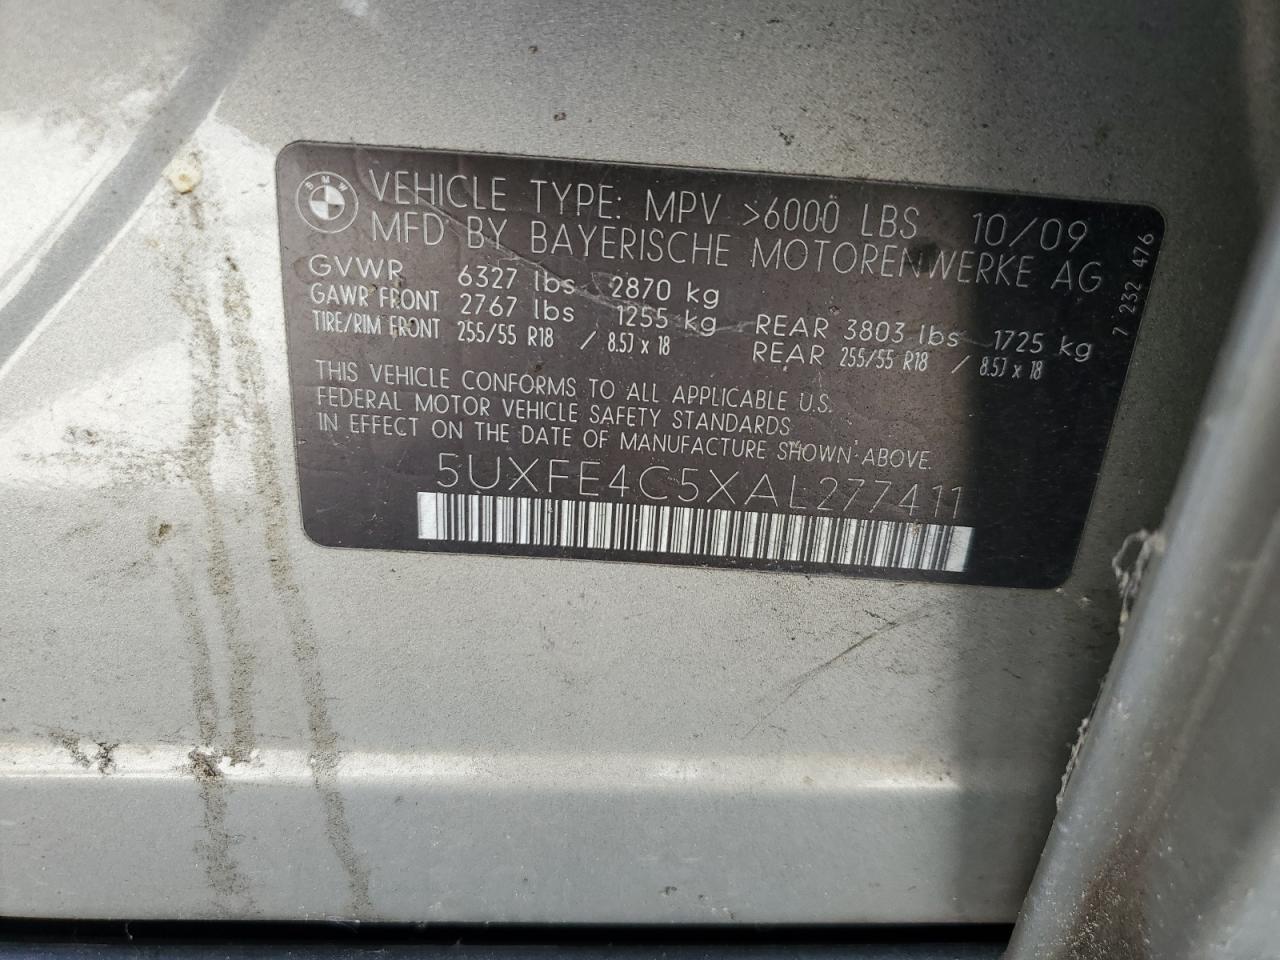 BMW
VEHICLE TYPE: MPV >6000 LBS 10/09
MFD BY BAYERISCHE MOTORENWERKE AG
GVWR 6327 lbs 2870 kg
GAWR FRONT 2767 lbs 1255 kg REAR 3803 lbs 1725 kg
TIRE/RIM FRONT 255/55 R18 / 8.5J x 18 REAR 255/55 R18 / 8.5J x 18
THIS VEHICLE CONFORMS TO ALL APPLICABLE U.S.
FEDERAL MOTOR VEHICLE SAFETY STANDARDS
IN EFFECT ON THE DATE OF MANUFACTURE SHOWN ABOVE.
5UXFE4C5XAL277411
7 232 476